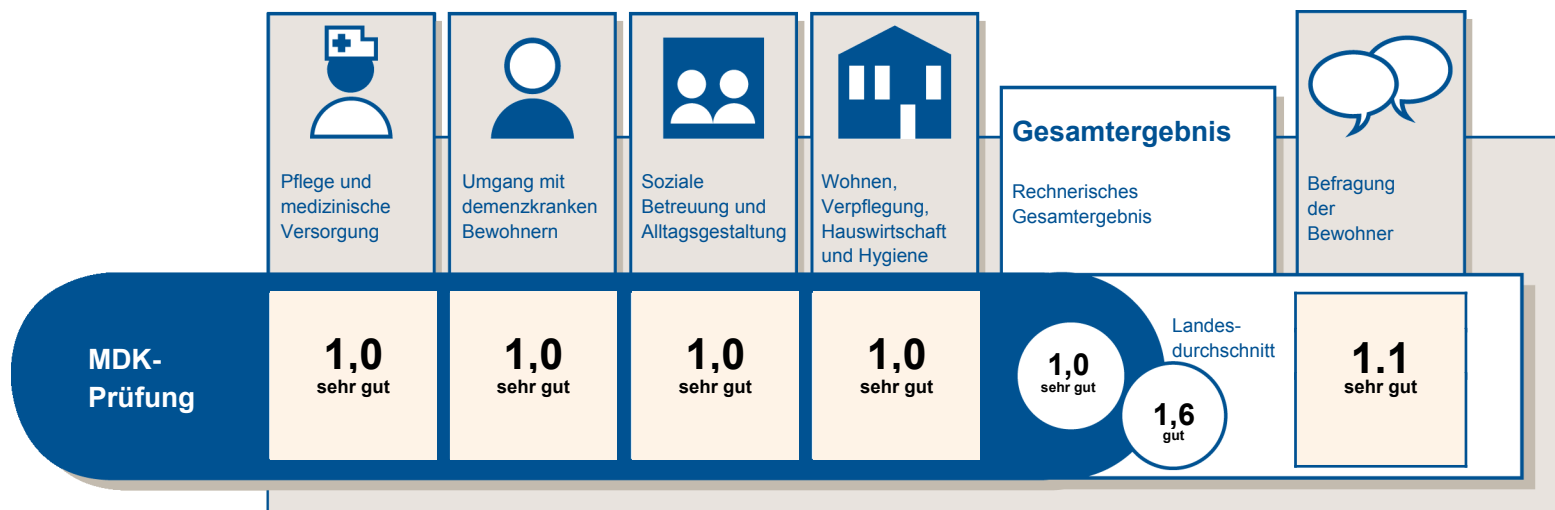 Pflege und
medizinische
Versorgung
Umgang mit
demenzkranken
Bewohnern
Soziale
Betreuung und
Alltagsgestaltung
Wohnen,
Verpflegung,
Hauswirtschaft
und Hygiene
Gesamtergebnis
Rechnerisches
Gesamtergebnis
Befragung
der
Bewohner
MDK-
Prüfung
1,0
sehr gut
1,0
sehr gut
1,0
sehr gut
1,0
sehr gut
1,0
sehr gut
Landes-
durchschnitt
1,6
gut
1.1
sehr gut